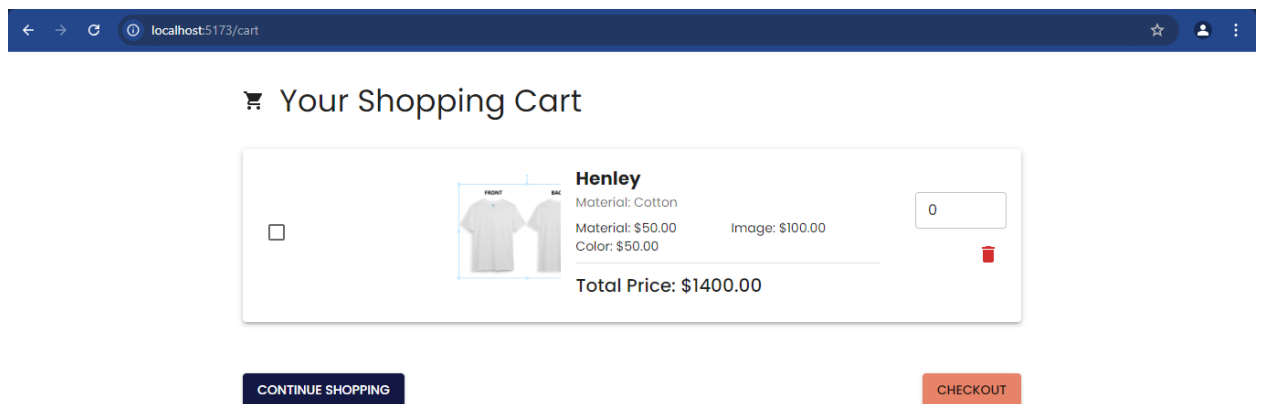 localhost:5173/cart
Your Shopping Cart
FRONT BAC
Henley
Material: Cotton
Material: $50.00 Image: $100.00
Color: $50.00
Total Price: $1400.00
0
CONTINUE SHOPPING
CHECKOUT